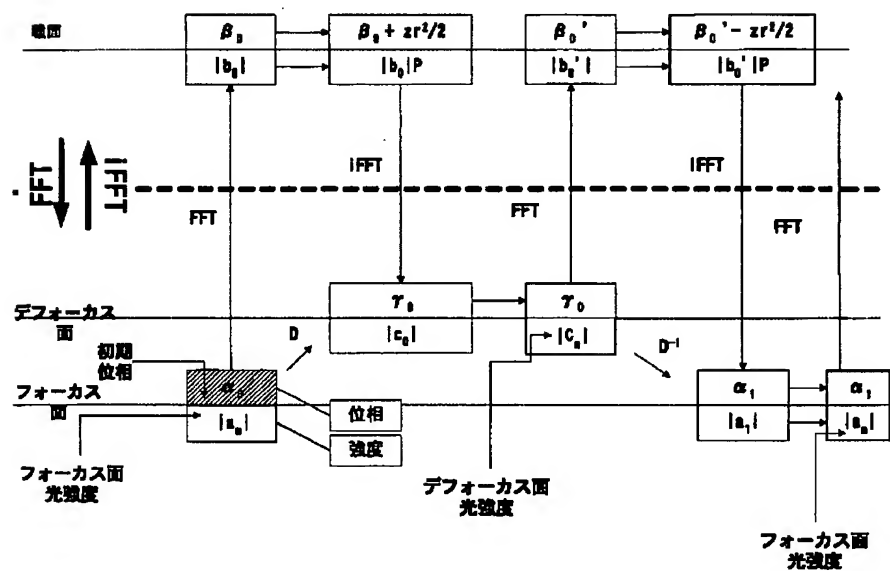 瞳面
β₀
β₀ + zr²/2
β₀'
β₀' − zr²/2
|b₀|
|b₀|P
|b₀'|
|b₀'|P
FFT
IFFT
IFFT
IFFT
FFT
FFT
FFT
デフォーカス
面
γ₀
γ₀
|c₀|
|Cₘ|
D
D⁻¹
初期
位相
フォーカス
面
α₀
|aₘ|
位相
強度
α₁
α₁
|a₁|
|aₘ|
フォーカス面
光強度
デフォーカス面
光強度
フォーカス面
光強度